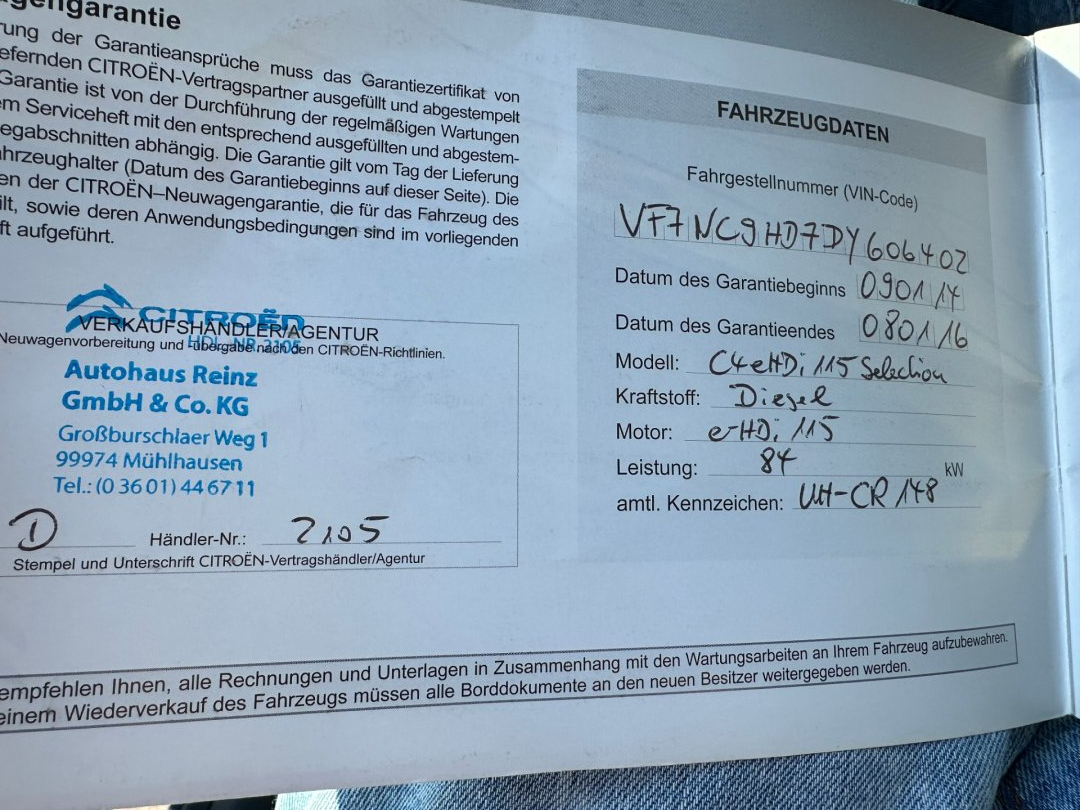 gengarantie
rung der Garantieansprüche muss das Garantiezertifikat von
efernden CITROËN-Vertragspartner ausgefüllt und abgestempelt
Garantie ist von der Durchführung der regelmäßigen Wartungen
em Serviceheft mit den entsprechend ausgefüllten und abgestem-
egabschnitten abhängig. Die Garantie gilt vom Tag der Lieferung
ahrzeughalter (Datum des Garantiebeginns auf dieser Seite). Die
en der CITROËN–Neuwagengarantie, die für das Fahrzeug des
ilt, sowie deren Anwendungsbedingungen sind im vorliegenden
ft aufgeführt.
CITROËN
VERKAUFSHÄNDLER/AGENTUR
HDL-NR. 2105
Neuwagenvorbereitung und -übergabe nach den CITROËN-Richtlinien.
Autohaus Reinz
GmbH & Co. KG
Großburschlaer Weg 1
99974 Mühlhausen
Tel.: (0 36 01) 44 67 11
D Händler-Nr.: 2105
Stempel und Unterschrift CITROËN-Vertragshändler/Agentur
FAHRZEUGDATEN
Fahrgestellnummer (VIN-Code)
VF7NC9HD7DY606402
Datum des Garantiebeginns 090114
Datum des Garantieendes 080116
Modell: C4 eHDi 115 Selection
Kraftstoff: Diesel
Motor: e-HDi 115
Leistung: 84 kW
amtl. Kennzeichen: UH-CR 148
empfehlen Ihnen, alle Rechnungen und Unterlagen in Zusammenhang mit den Wartungsarbeiten an Ihrem Fahrzeug aufzubewahren.
einem Wiederverkauf des Fahrzeugs müssen alle Borddokumente an den neuen Besitzer weitergegeben werden.